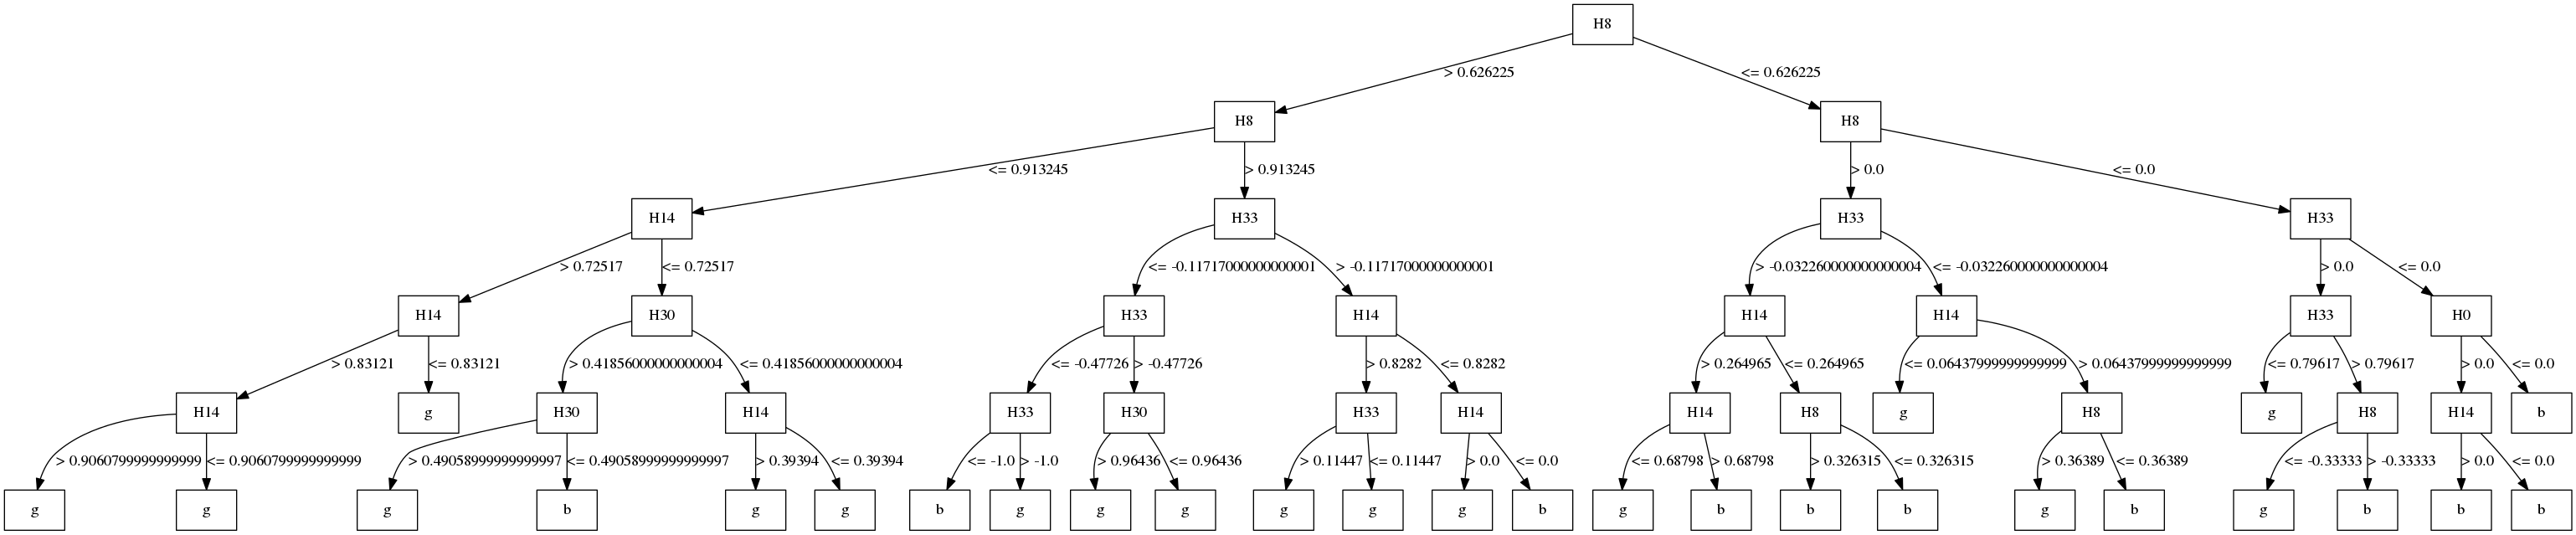 H8
> 0.626225 <= 0.626225
H8 H8
<= 0.913245 > 0.913245 > 0.0 <= 0.0
H14 H33 H33 H33
> 0.72517 <= 0.72517 <= -0.11717000000000001 > -0.11717000000000001 > -0.032260000000000004 <= -0.032260000000000004 > 0.0 <= 0.0
H14 H30 H33 H14 H14 H14 H33 H0
> 0.83121 <= 0.83121 > 0.41856000000000004 <= 0.41856000000000004 <= -0.47726 > -0.47726 > 0.8282 <= 0.8282 > 0.264965 <= 0.264965 <= 0.06437999999999999 > 0.06437999999999999 <= 0.79617 > 0.79617 > 0.0 <= 0.0
H14 g H30 H14 H33 H30 H33 H14 H14 H8 g H8 g H8 H14 b
> 0.9060799999999999 <= 0.9060799999999999 > 0.49058999999999997 <= 0.49058999999999997 > 0.39394 <= 0.39394 <= -1.0 > -1.0 > 0.96436 <= 0.96436 > 0.11447 <= 0.11447 > 0.0 <= 0.0 <= 0.68798 > 0.68798 > 0.326315 <= 0.326315 > 0.36389 <= 0.36389 <= -0.33333 > -0.33333 > 0.0 <= 0.0
g g g b g g b g g g g g g b g b b b g b g b b b